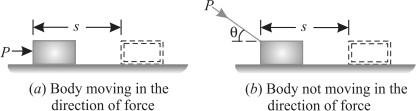 s
P
(a) Body moving in the
direction of force
P
θ
s
(b) Body not moving in the
direction of force